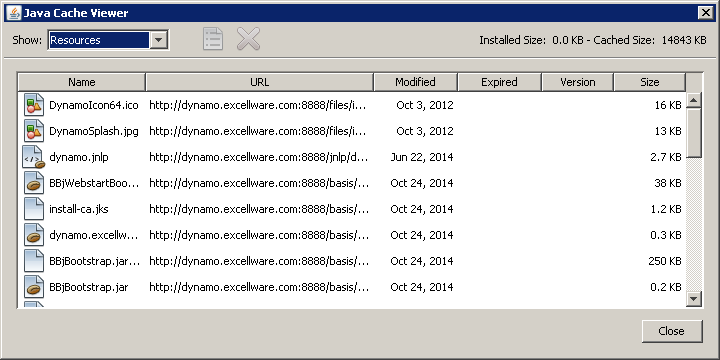 Java Cache Viewer
Show: Resources Installed Size: 0.0 KB - Cached Size: 14843 KB
Name URL Modified Expired Version Size
DynamoIcon64.ico http://dynamo.excellware.com:8888/files/i... Oct 3, 2012 16 KB
DynamoSplash.jpg http://dynamo.excellware.com:8888/files/i... Oct 3, 2012 13 KB
dynamo.jnlp http://dynamo.excellware.com:8888/jnlp/d... Jun 22, 2014 2.7 KB
BBjWebstartBoo... http://dynamo.excellware.com:8888/basis/... Oct 24, 2014 38 KB
install-ca.jks http://dynamo.excellware.com:8888/basis/... Oct 24, 2014 1.2 KB
dynamo.excellw... http://dynamo.excellware.com:8888/basis/... Oct 24, 2014 0.3 KB
BBjBootstrap.jar... http://dynamo.excellware.com:8888/basis/... Oct 24, 2014 250 KB
BBjBootstrap.jar http://dynamo.excellware.com:8888/basis/... Oct 24, 2014 0.2 KB
Close